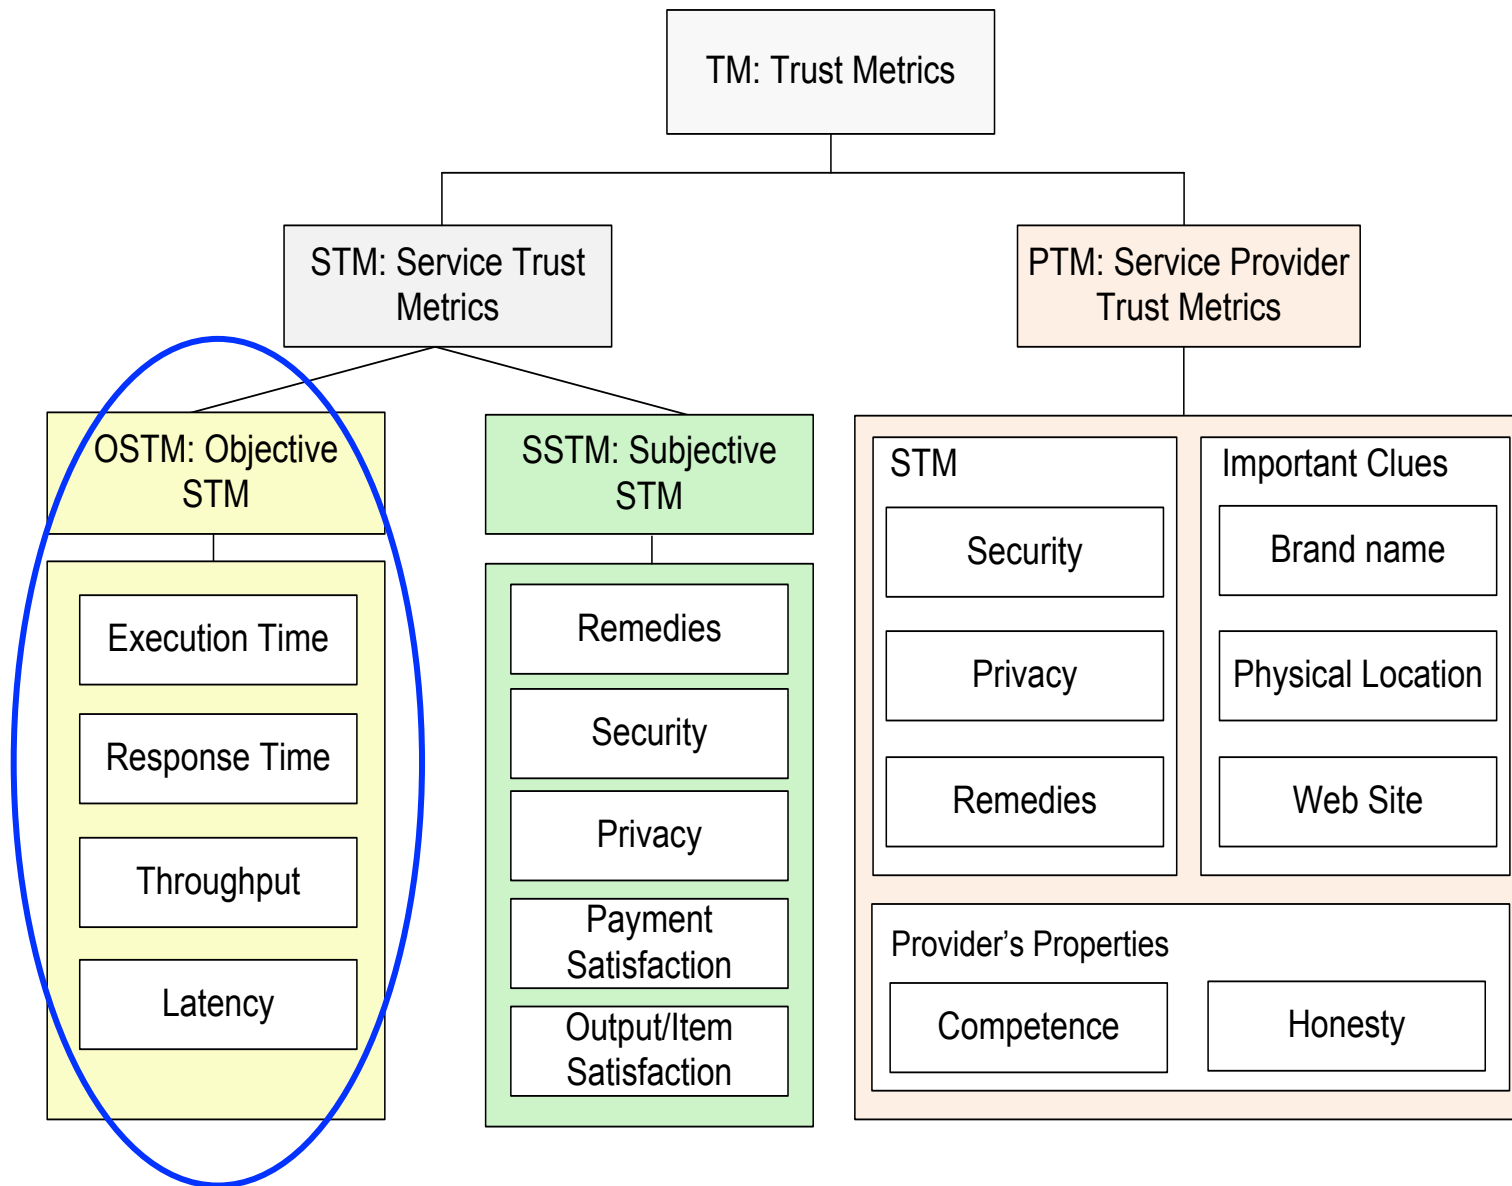 TM: Trust Metrics
STM: Service Trust
Metrics
PTM: Service Provider
Trust Metrics
OSTM: Objective
STM
Execution Time
Response Time
Throughput
Latency
SSTM: Subjective
STM
Remedies
Security
Privacy
Payment
Satisfaction
Output/Item
Satisfaction
STM
Security
Privacy
Remedies
Important Clues
Brand name
Physical Location
Web Site
Provider’s Properties
Competence
Honesty